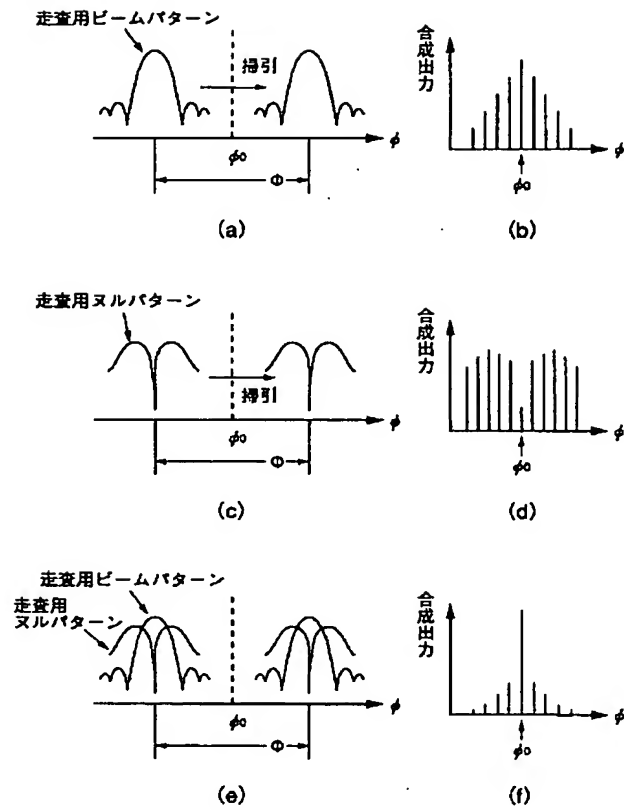 走査用ビームパターン
掃引
φ
φ0
Φ
(a)
合成出力
φ
φ0
(b)
走査用ヌルパターン
掃引
φ
φ0
Φ
(c)
合成出力
φ
φ0
(d)
走査用ビームパターン
走査用
ヌルパターン
φ
φ0
Φ
(e)
合成出力
φ
φ0
(f)